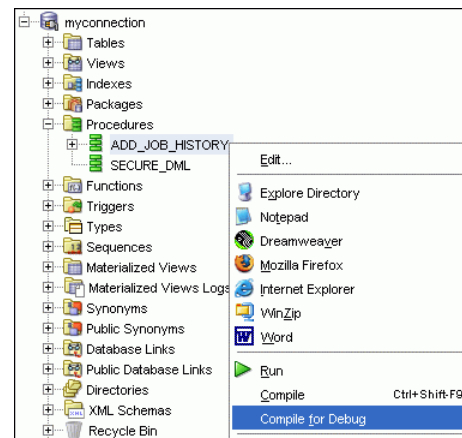 myconnection
Tables
Views
Indexes
Packages
Procedures
ADD_JOB_HISTORY
SECURE_DML
Functions
Triggers
Types
Sequences
Materialized Views
Materialized Views Logs
Synonyms
Public Synonyms
Database Links
Public Database Links
Directories
XML Schemas
Recycle Bin
Edit...
Explore Directory
Notepad
Dreamweaver
Mozilla Firefox
Internet Explorer
WinZip
Word
Run
Compile Ctrl+Shift-F9
Compile for Debug